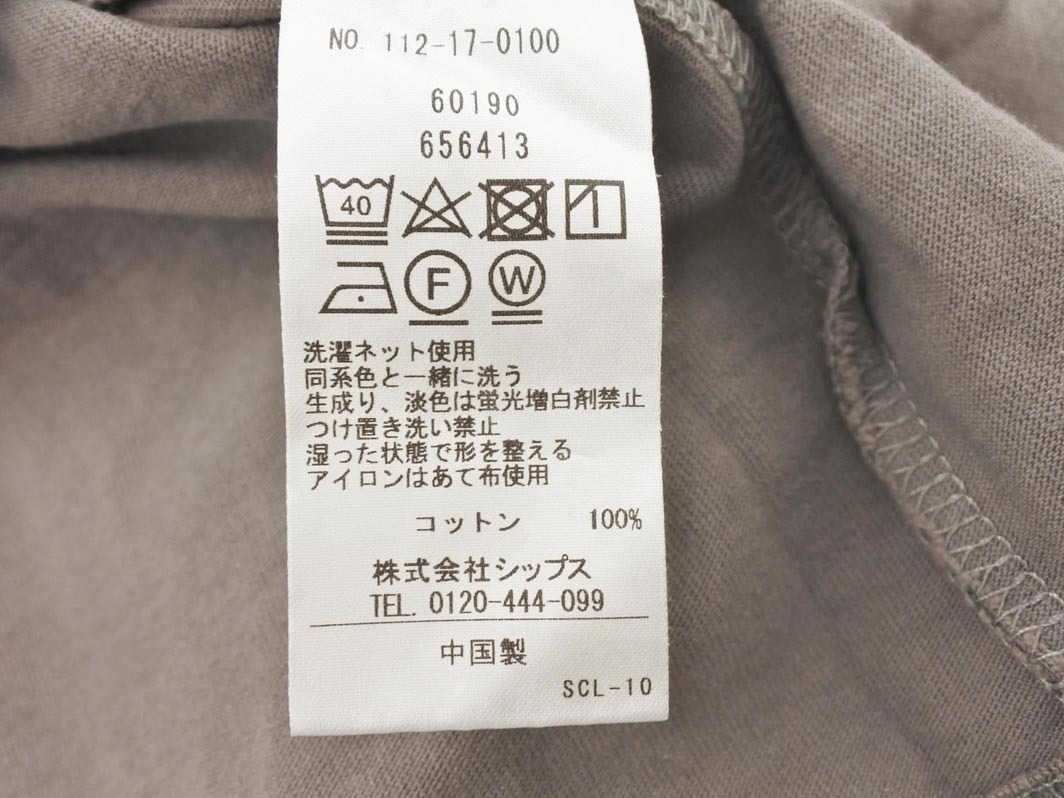 NO. 112-17-0100
60190
656413
40
F W
洗濯ネット使用
同系色と一緒に洗う
生成り、淡色は蛍光増白剤禁止
つけ置き洗い禁止
湿った状態で形を整える
アイロンはあて布使用
コットン 100%
株式会社シップス
TEL. 0120-444-099
中国製
SCL-10